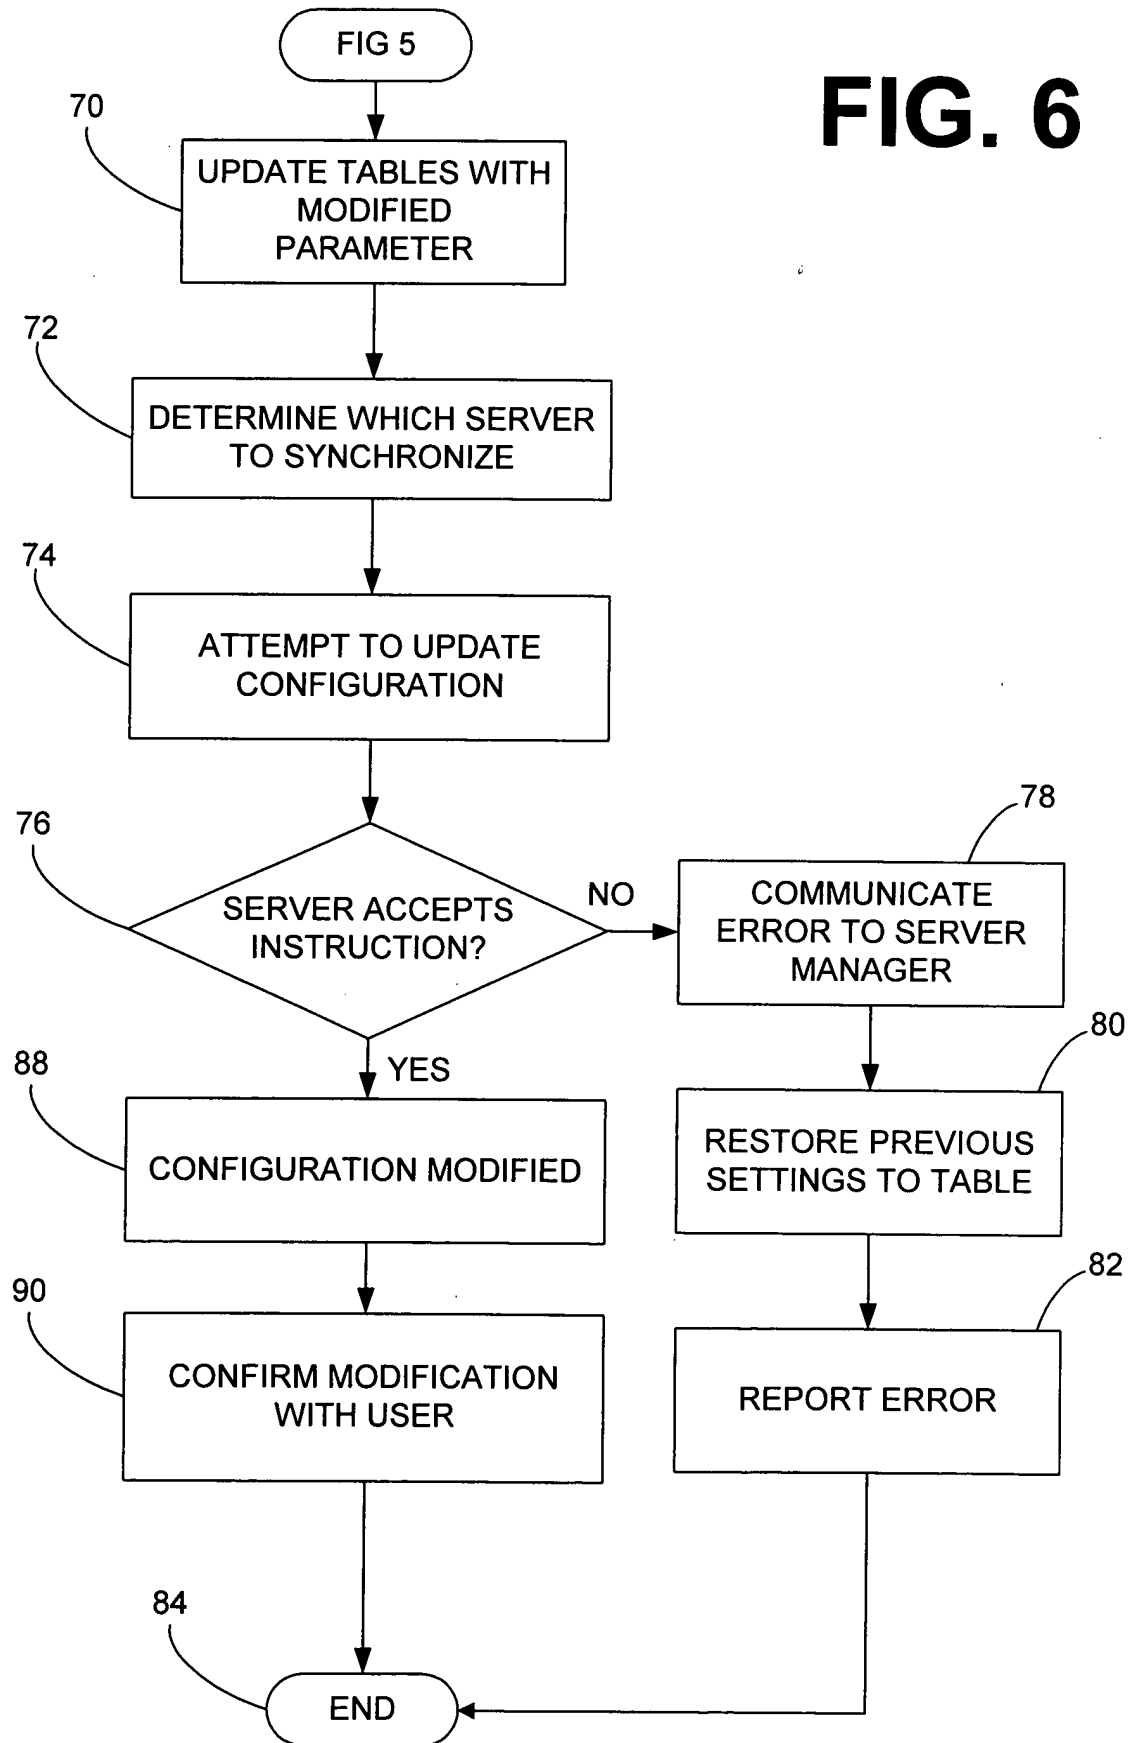 FIG 5
FIG. 6
70
UPDATE TABLES WITH
MODIFIED
PARAMETER
72
DETERMINE WHICH SERVER
TO SYNCHRONIZE
74
ATTEMPT TO UPDATE
CONFIGURATION
76
SERVER ACCEPTS
INSTRUCTION?
NO
78
COMMUNICATE
ERROR TO SERVER
MANAGER
YES
80
RESTORE PREVIOUS
SETTINGS TO TABLE
88
CONFIGURATION MODIFIED
82
REPORT ERROR
90
CONFIRM MODIFICATION
WITH USER
84
END